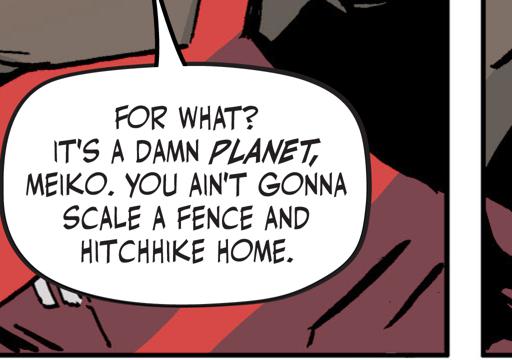 FOR WHAT?
IT'S A DAMN PLANET,
MEIKO. YOU AIN'T GONNA
SCALE A FENCE AND
HITCHHIKE HOME.